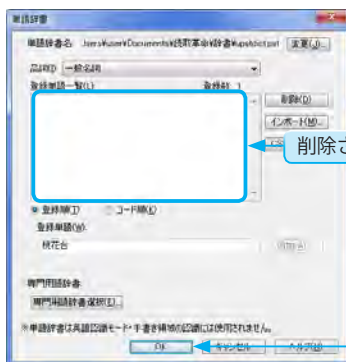 単語辞書
単語辞書名 Users¥user¥Documents¥読取革命¥辞書¥upatdict.pat 変更(J)...
品詞(P) 一般名詞
登録単語一覧(L) 登録数: 1
削除(D)
インポート(M)...
削除さ
登録順(T) コード順(K)
登録単語(W):
桃花台
専門用語辞書
専門用語辞書選択(E)...
※単語辞書は英語認識モード・手書き領域の認識には使用されません。
OK キャンセル ヘルプ(H)